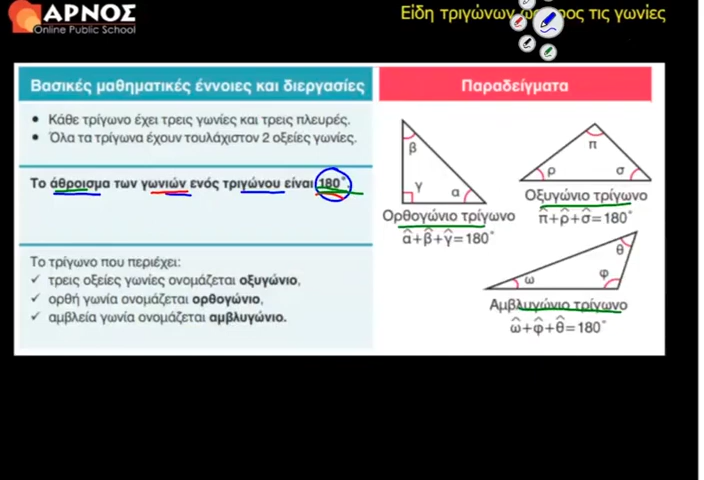 ΑΡΝΟΣ
Online Public School
Είδη τριγώνων ως προς τις γωνίες
Βασικές μαθηματικές έννοιες και διεργασίες
• Κάθε τρίγωνο έχει τρεις γωνίες και τρεις πλευρές.
• Όλα τα τρίγωνα έχουν τουλάχιστον 2 οξείες γωνίες.
Το άθροισμα των γωνιών ενός τριγώνου είναι 180°.
Το τρίγωνο που περιέχει:
✓ τρεις οξείες γωνίες ονομάζεται οξυγώνιο,
✓ ορθή γωνία ονομάζεται ορθογώνιο,
✓ αμβλεία γωνία ονομάζεται αμβλυγώνιο.
Παραδείγματα
β
γ
α
Ορθογώνιο τρίγωνο
α̂+β̂+γ̂=180°
π
ρ
σ
Οξυγώνιο τρίγωνο
π̂+ρ̂+σ̂=180°
θ
ω
φ
Αμβλυγώνιο τρίγωνο
ω̂+φ̂+θ̂=180°